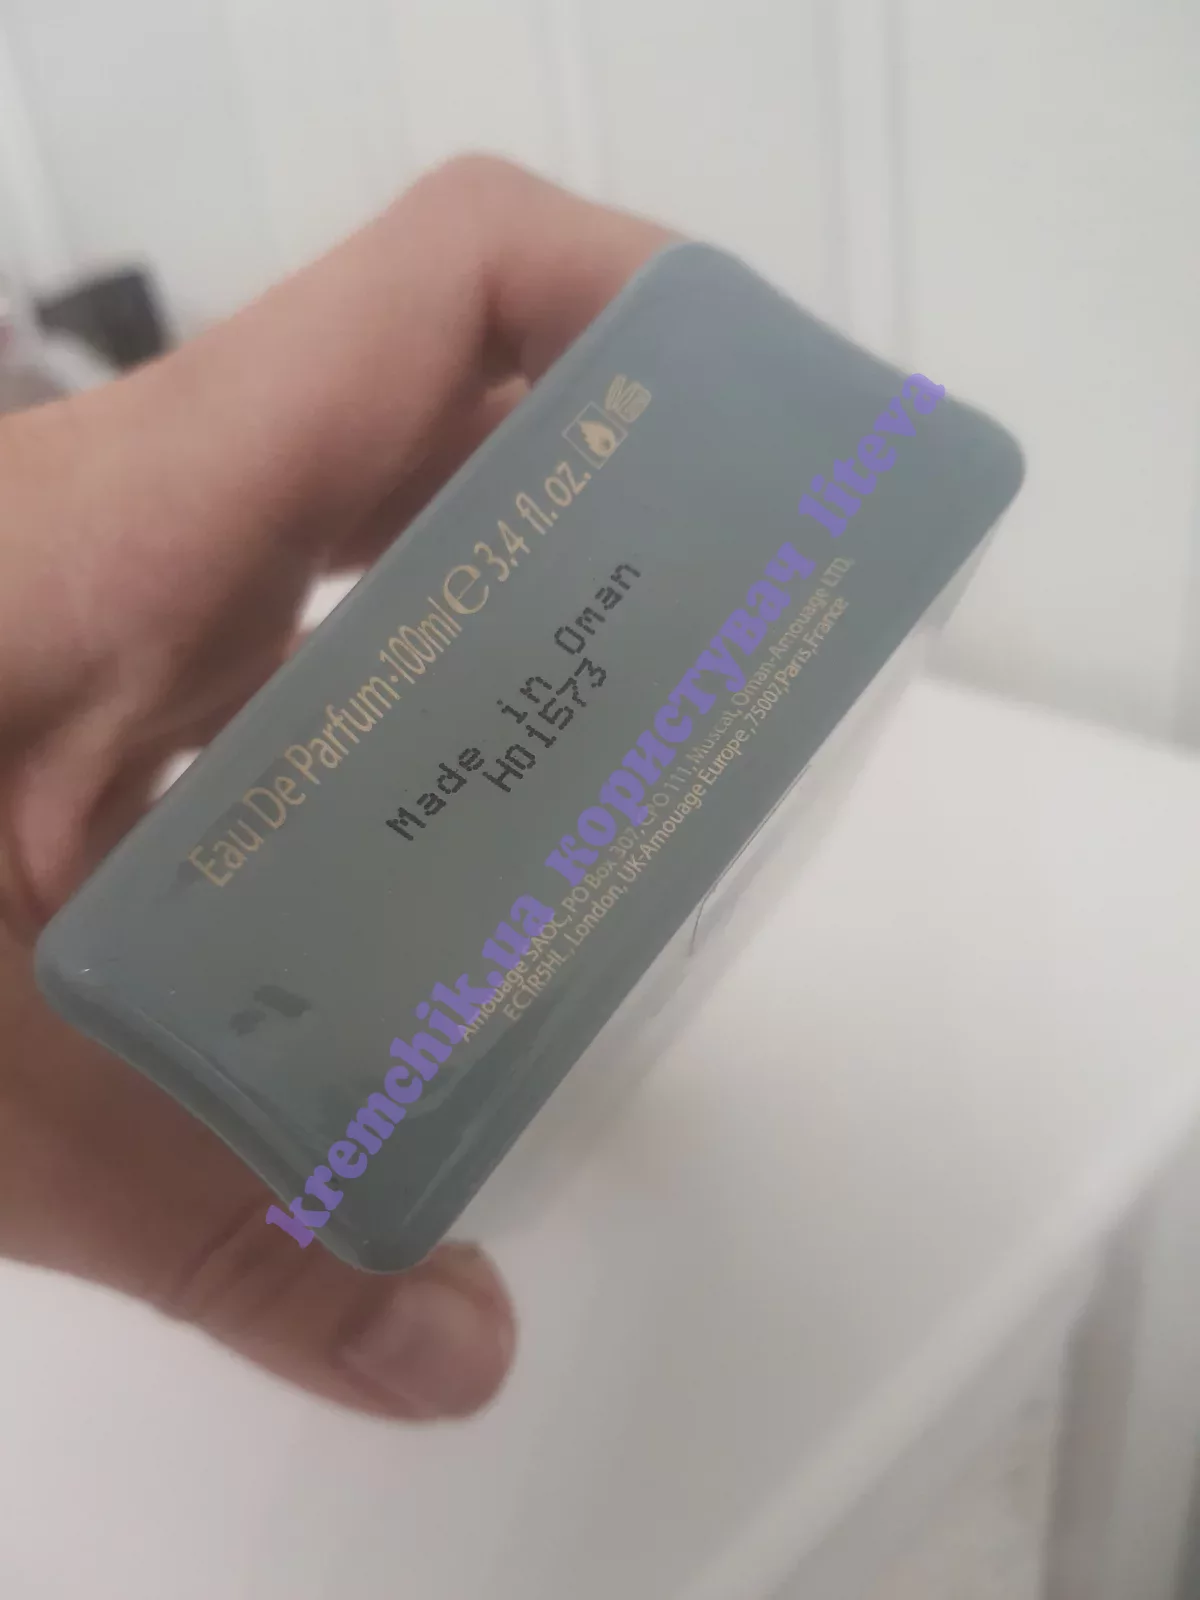 Eau De Parfum·100ml℮3.4 fl.oz.
Made in Oman
H01573
Amouage SAOC, PO Box 307, CPO 111, Muscat, Oman-Amouage LTD,
EC1R5HL, London, UK-Amouage Europe, 75007,Paris,France
kremchik.ua користувач liteva